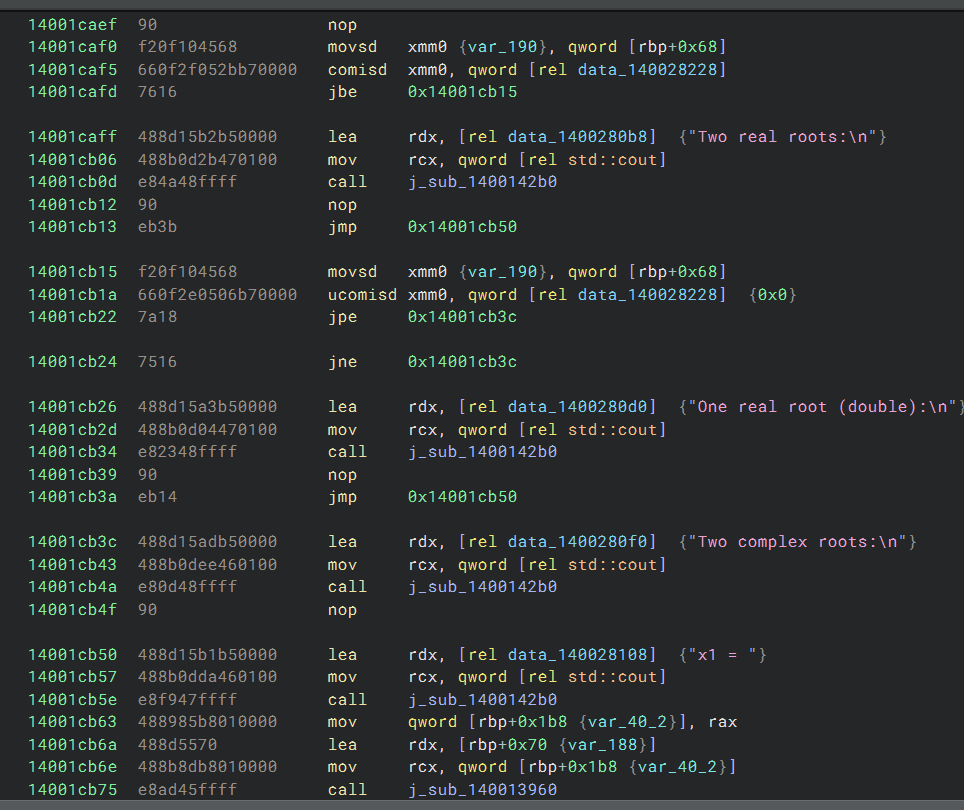 14001caef 90 nop
14001caf0 f20f104568 movsd xmm0 {var_190}, qword [rbp+0x68]
14001caf5 660f2f052bb70000 comisd xmm0, qword [rel data_140028228]
14001cafd 7616 jbe 0x14001cb15
14001caff 488d15b2b50000 lea rdx, [rel data_1400280b8] {"Two real roots:\n"}
14001cb06 488b0d2b470100 mov rcx, qword [rel std::cout]
14001cb0d e84a48ffff call j_sub_1400142b0
14001cb12 90 nop
14001cb13 eb3b jmp 0x14001cb50
14001cb15 f20f104568 movsd xmm0 {var_190}, qword [rbp+0x68]
14001cb1a 660f2e0506b70000 ucomisd xmm0, qword [rel data_140028228] {0x0}
14001cb22 7a18 jpe 0x14001cb3c
14001cb24 7516 jne 0x14001cb3c
14001cb26 488d15a3b50000 lea rdx, [rel data_1400280d0] {"One real root (double):\n"}
14001cb2d 488b0d04470100 mov rcx, qword [rel std::cout]
14001cb34 e82348ffff call j_sub_1400142b0
14001cb39 90 nop
14001cb3a eb14 jmp 0x14001cb50
14001cb3c 488d15adb50000 lea rdx, [rel data_1400280f0] {"Two complex roots:\n"}
14001cb43 488b0dee460100 mov rcx, qword [rel std::cout]
14001cb4a e80d48ffff call j_sub_1400142b0
14001cb4f 90 nop
14001cb50 488d15b1b50000 lea rdx, [rel data_140028108] {"x1 = "}
14001cb57 488b0dda460100 mov rcx, qword [rel std::cout]
14001cb5e e8f947ffff call j_sub_1400142b0
14001cb63 488985b8010000 mov qword [rbp+0x1b8 {var_40_2}], rax
14001cb6a 488d5570 lea rdx, [rbp+0x70 {var_188}]
14001cb6e 488b8db8010000 mov rcx, qword [rbp+0x1b8 {var_40_2}]
14001cb75 e8ad45ffff call j_sub_140013960